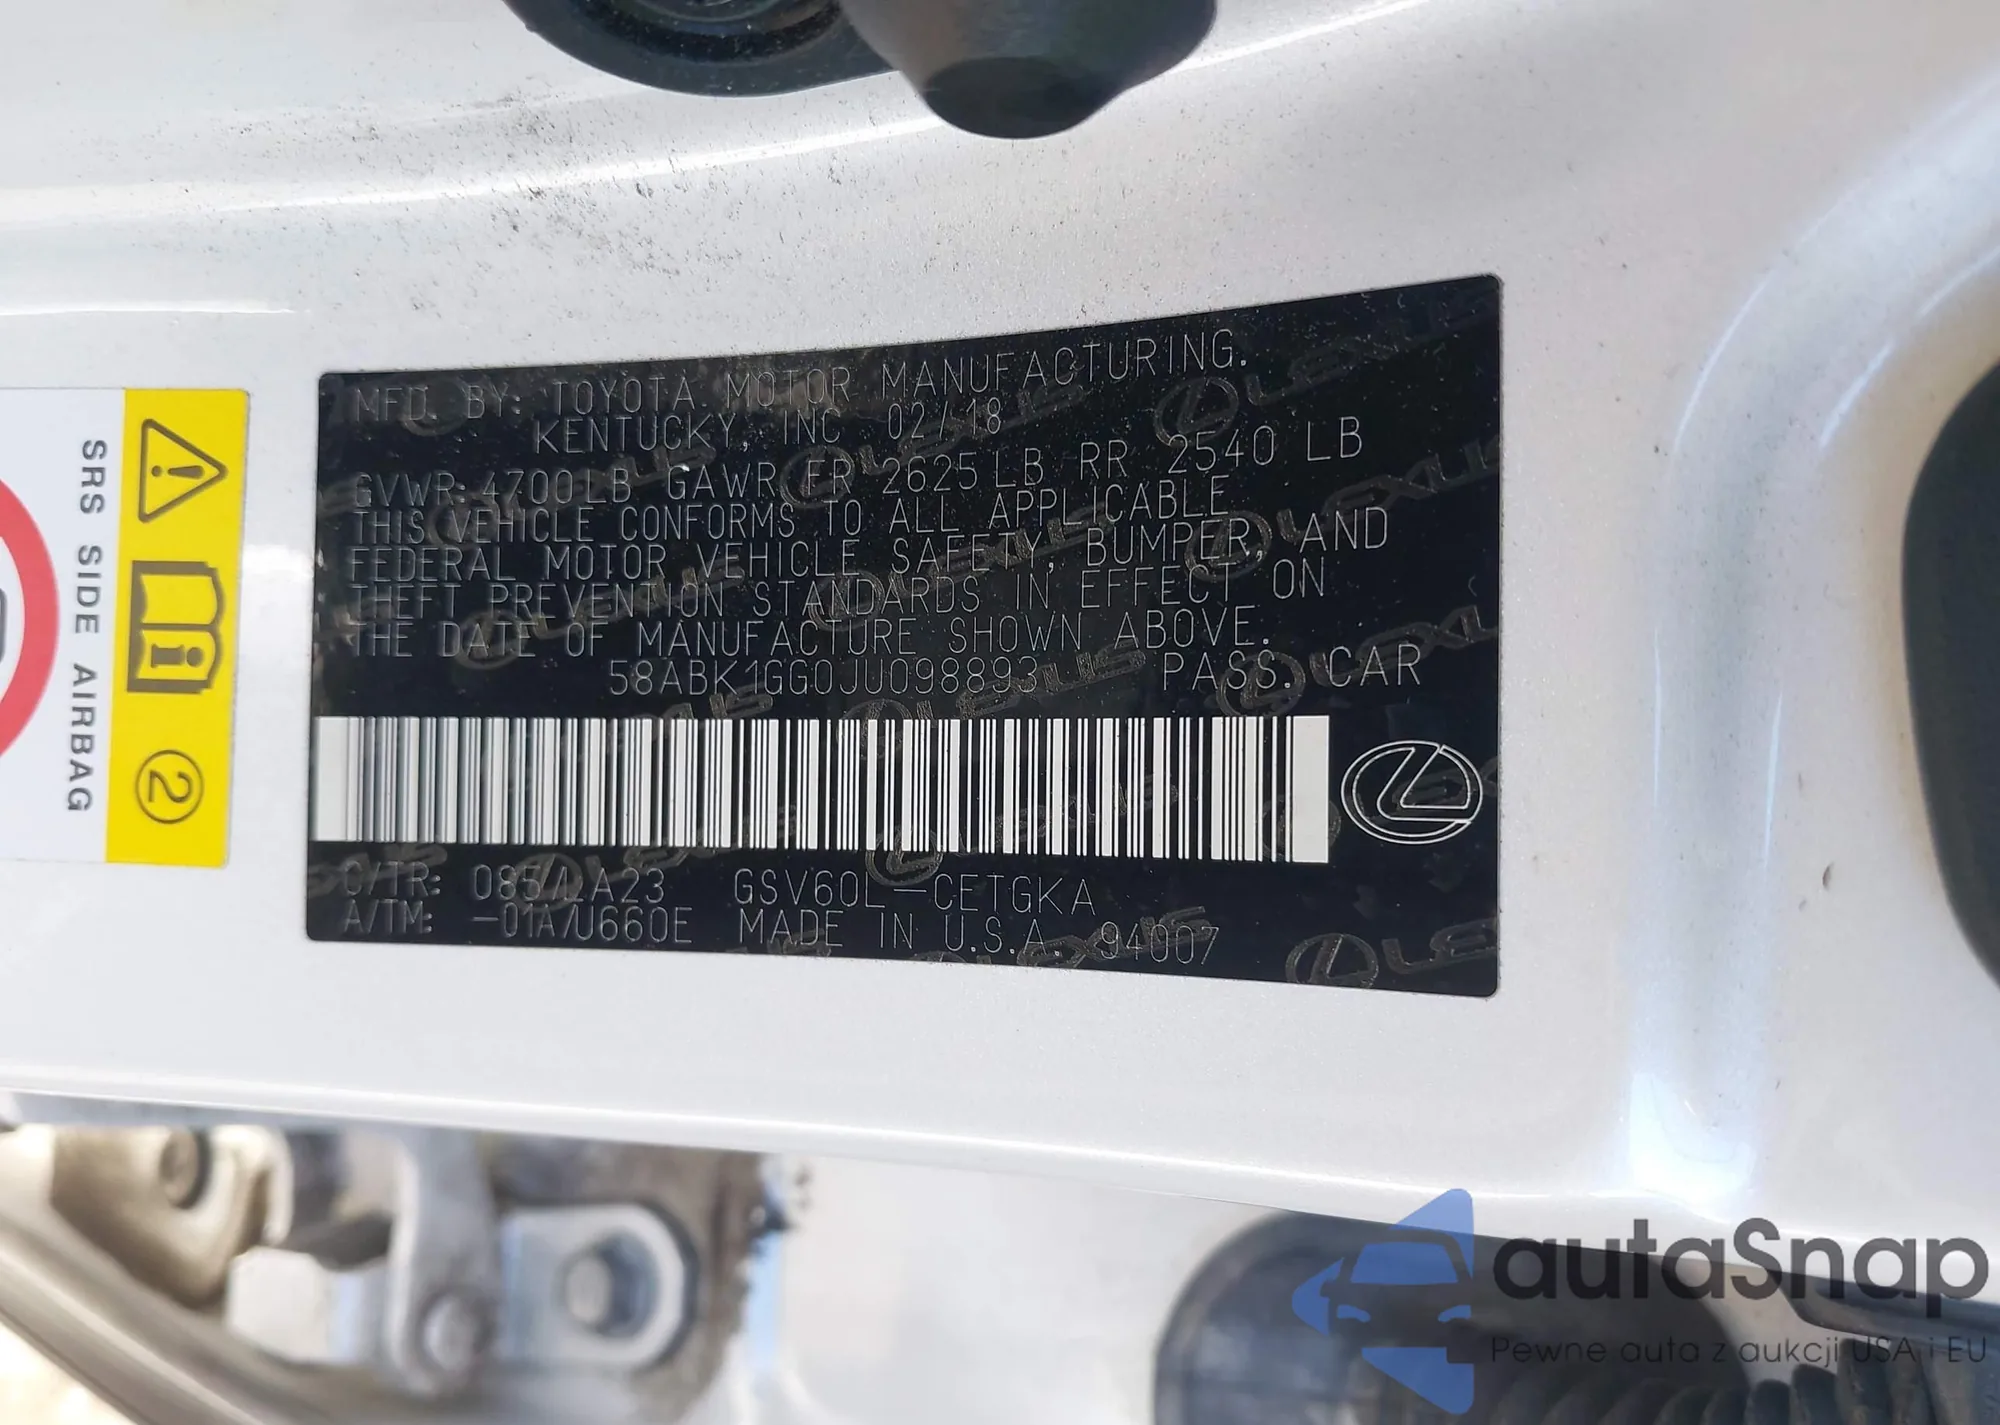 MFD. BY: TOYOTA MOTOR MANUFACTURING.
KENTUCKY, INC 02/18
GVWR: 4700LB GAWR FR 2625LB RR 2540 LB
THIS VEHICLE CONFORMS TO ALL APPLICABLE
FEDERAL MOTOR VEHICLE SAFETY, BUMPER, AND
THEFT PREVENTION STANDARDS IN EFFECT ON
THE DATE OF MANUFACTURE SHOWN ABOVE.
58ABK1GG0JU098893 PASS. CAR
C/TR: 085/LA23 GSV60L-CETGKA
A/TM: -01A/U660E MADE IN U.S.A. 94007
SRS SIDE AIRBAG
2
LEXUS
autaSnap
Pewne auta z aukcji USA i EU